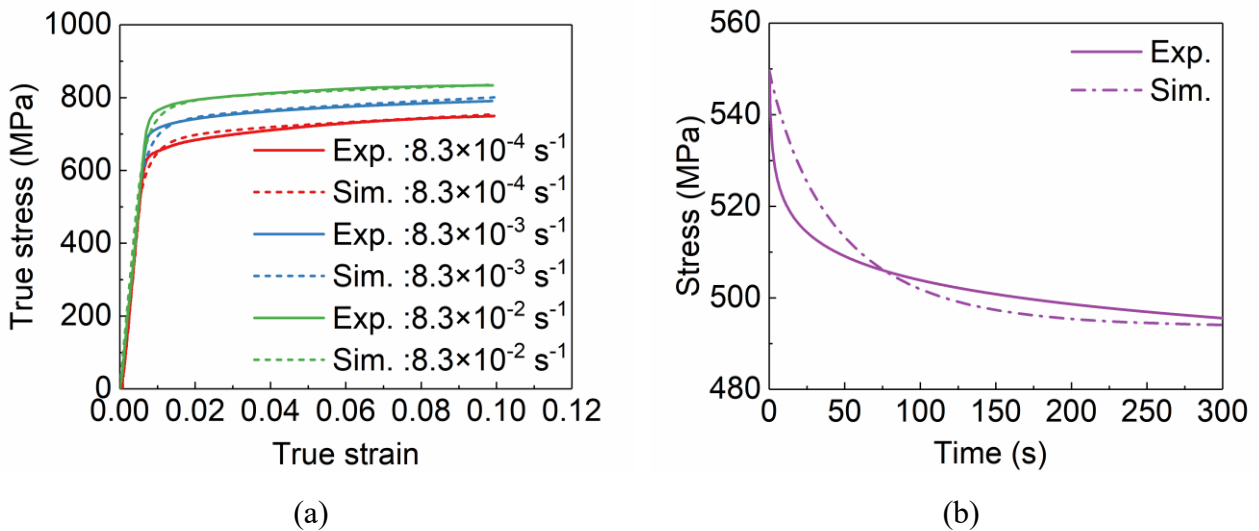 1000
800
600
400
200
0
True stress (MPa)
Exp. :8.3×10⁻⁴ s⁻¹
Sim. :8.3×10⁻⁴ s⁻¹
Exp. :8.3×10⁻³ s⁻¹
Sim. :8.3×10⁻³ s⁻¹
Exp. :8.3×10⁻² s⁻¹
Sim. :8.3×10⁻² s⁻¹
0.00 0.02 0.04 0.06 0.08 0.10 0.12
True strain
(a)
560
540
520
500
480
Stress (MPa)
Exp.
Sim.
0 50 100 150 200 250 300
Time (s)
(b)